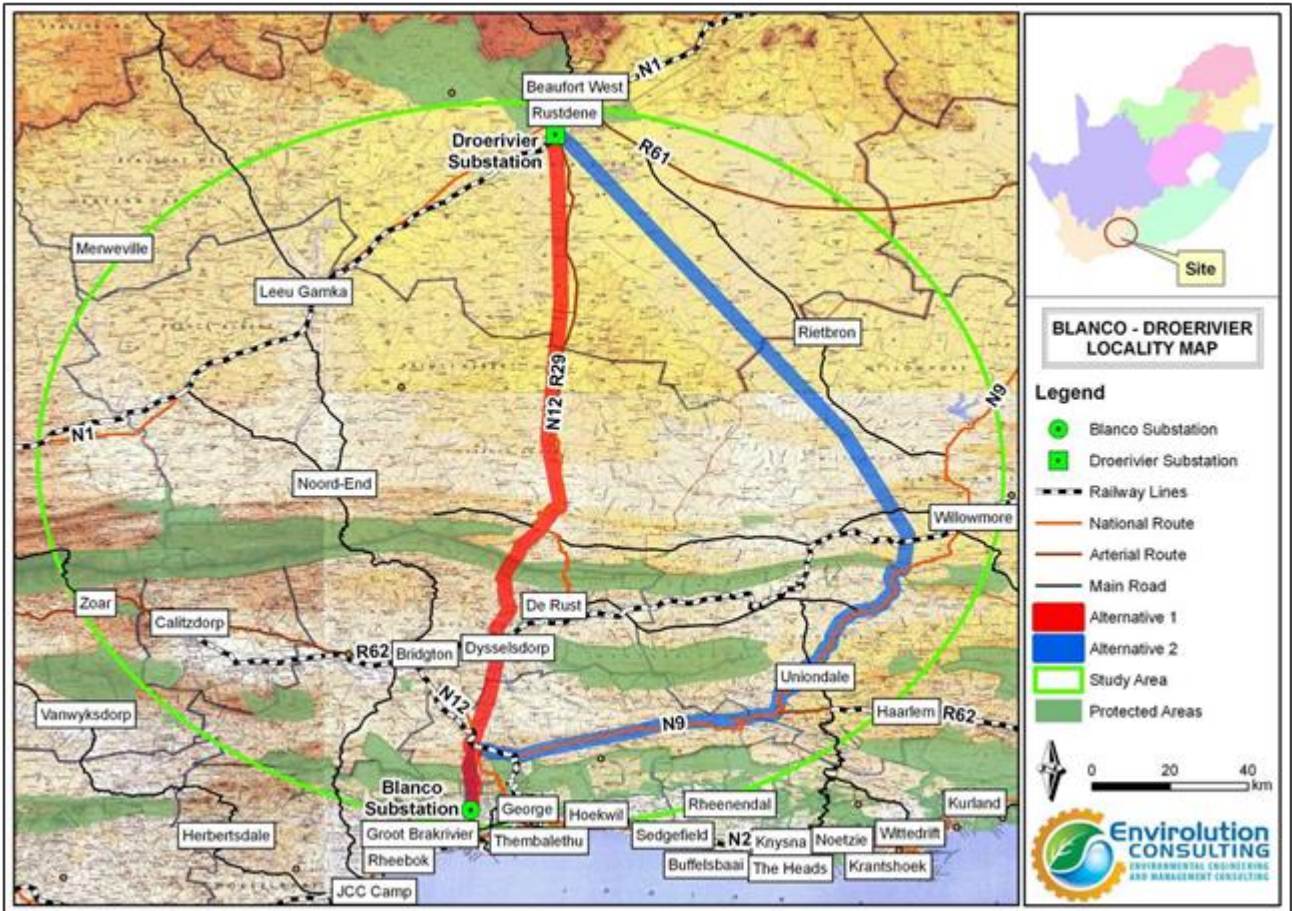 N1
Beaufort West
Rustdene
Droerivier
Substation
R61
Merweville
Leeu Gamka
Rietbron
N12 R29
N9
N1
Noord-End
Willowmore
Zoar
De Rust
Calitzdorp
R62
Bridgton
Dysselsdorp
Uniondale
N12
Vanwyksdorp
Haarlem
R62
N9
Blanco
Substation
George
Hoekwil
Rheenendal
Kurland
Groot Brakrivier
Thembalethu
Sedgefield
N2
Knysna
Noetzie
Wittedrift
Herbertsdale
Rheebok
Buffelsbaai
The Heads
Krantshoek
JCC Camp
Site
BLANCO - DROERIVIER
LOCALITY MAP
Legend
Blanco Substation
Droerivier Substation
Railway Lines
National Route
Arterial Route
Main Road
Alternative 1
Alternative 2
Study Area
Protected Areas
0 20 40
km
Envirolution
CONSULTING
ENVIRONMENTAL ENGINEERING
AND MANAGEMENT CONSULTING